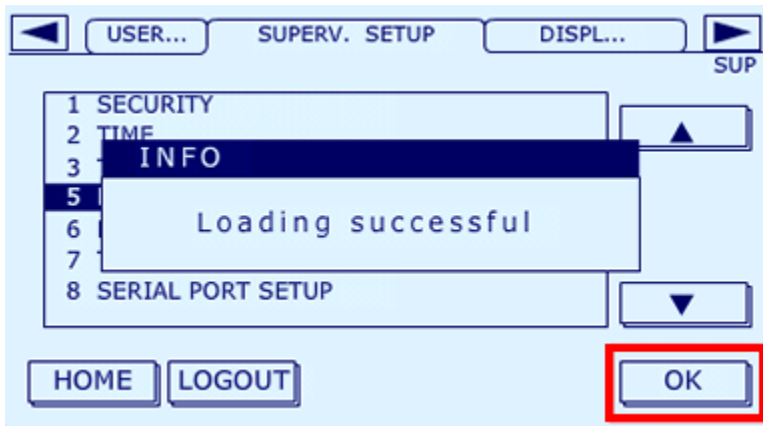 USER... SUPERV. SETUP DISPL...
SUP
1 SECURITY
2 TIME
3
INFO
5
Loading successful
6
7
8 SERIAL PORT SETUP
HOME LOGOUT OK